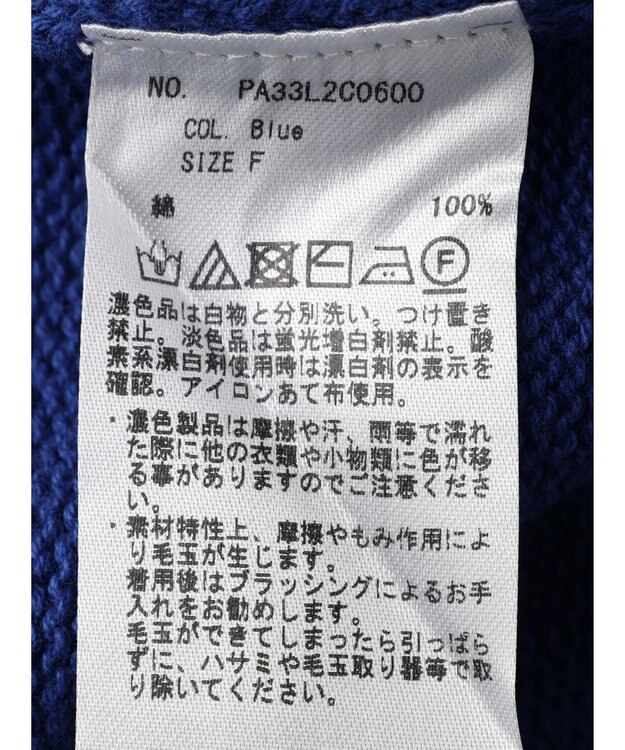 NO. PA33L2C0600
COL. Blue
SIZE F
綿 100%
F
濃色品は白物と分別洗い。つけ置き
禁止。淡色品は蛍光増白剤禁止。酸
素系漂白剤使用時は漂白剤の表示を
確認。アイロンあて布使用。
・濃色製品は摩擦や汗、雨等で濡れ
た際に他の衣類や小物類に色が移
る事がありますのでご注意くださ
い。
・素材特性上、摩擦やもみ作用によ
り毛玉が生じます。
着用後はブラッシングによるお手
入れをお勧めします。
毛玉ができてしまったら引っぱら
ずに、ハサミや毛玉取り器等で取
り除いてください。